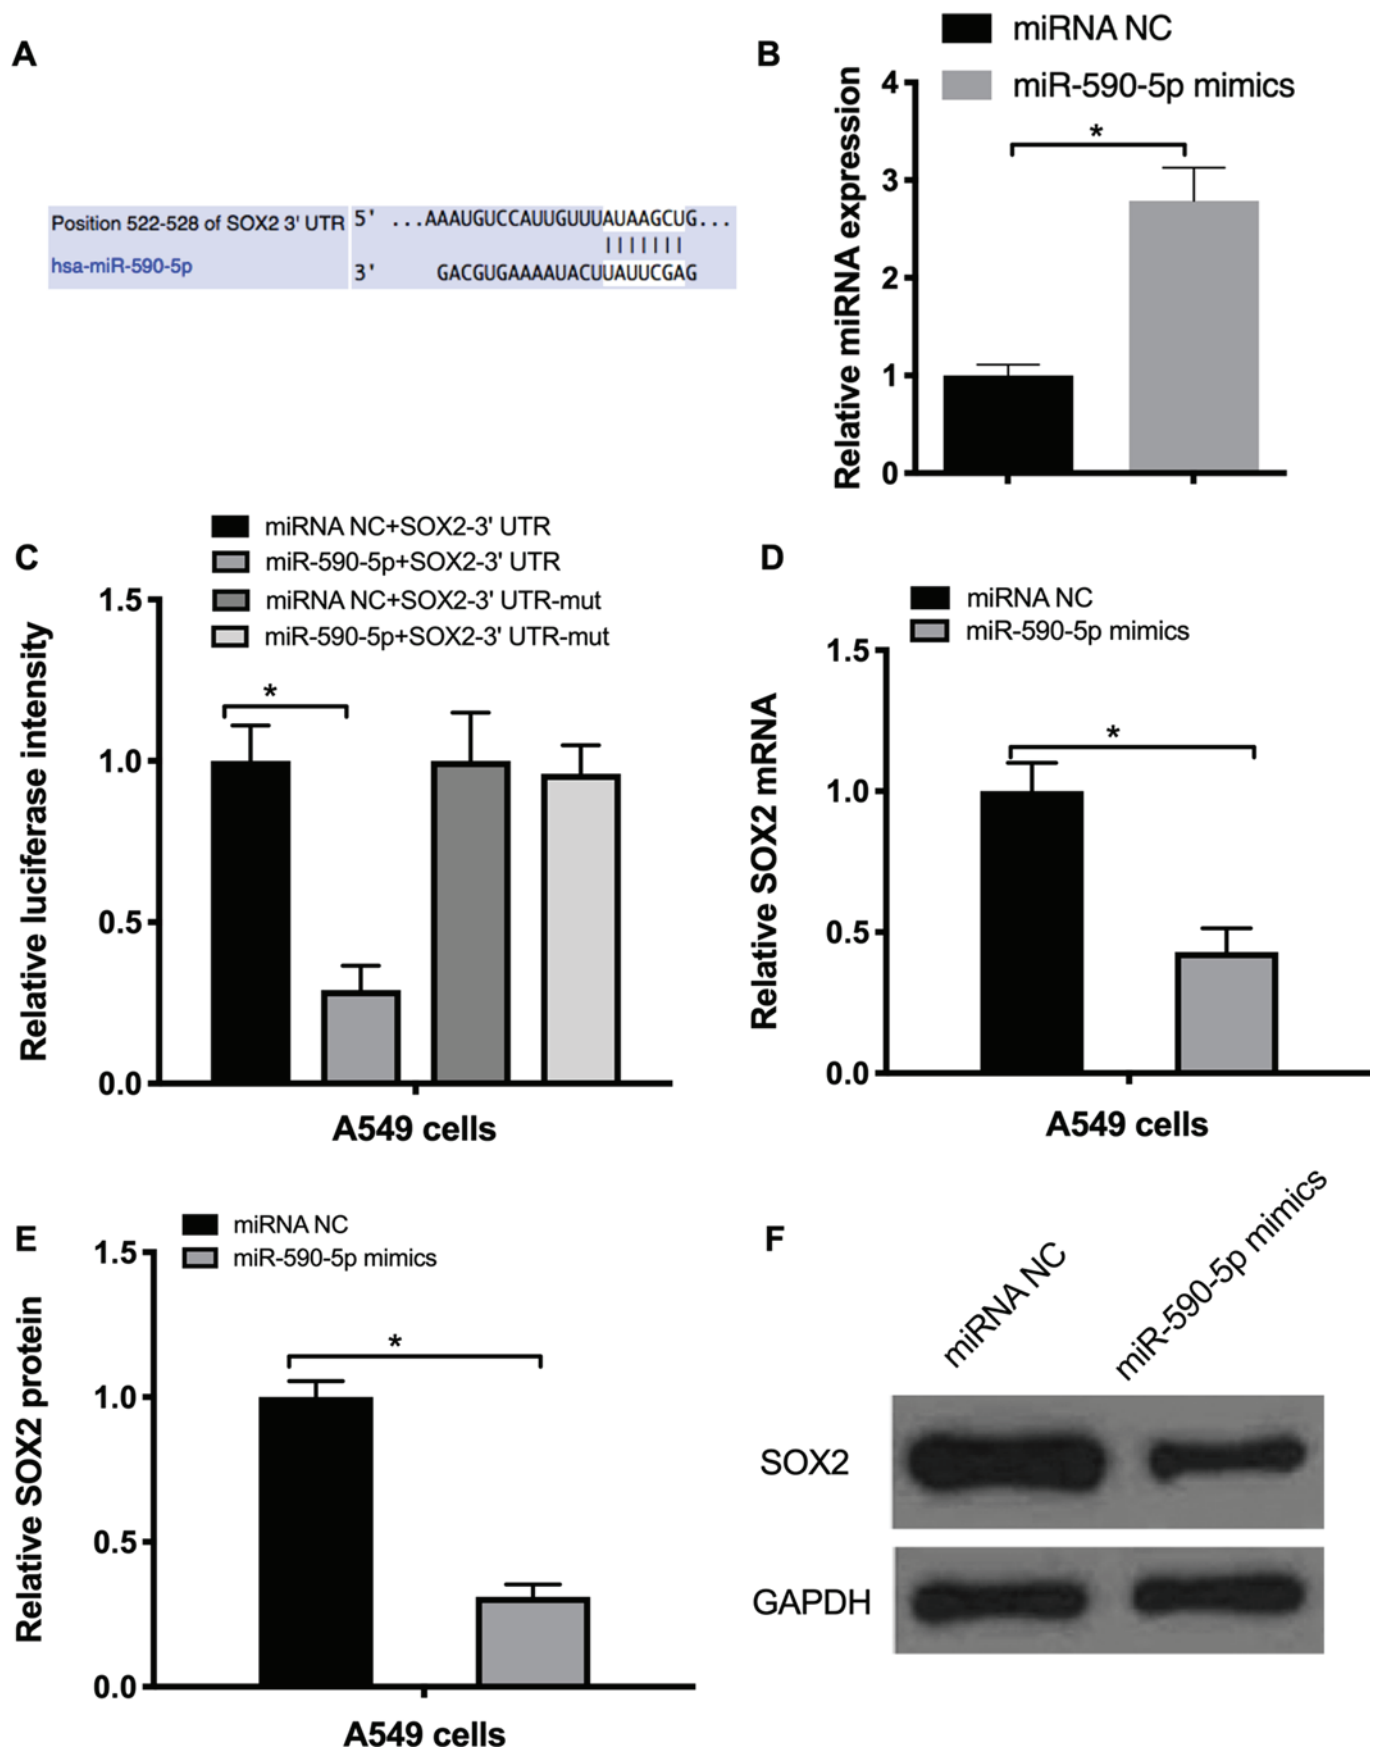 A
Position 522-528 of SOX2 3' UTR 5' ...AAAUGUCCAUUGUUUAUAAGCUG...
hsa-miR-590-5p 3' GACGUGAAAAUACUUAUUCGAG
B
miRNA NC
miR-590-5p mimics
Relative miRNA expression
4
3
2
1
0
*
C
miRNA NC+SOX2-3' UTR
miR-590-5p+SOX2-3' UTR
miRNA NC+SOX2-3' UTR-mut
miR-590-5p+SOX2-3' UTR-mut
Relative luciferase intensity
1.5
1.0
0.5
0.0
*
A549 cells
D
miRNA NC
miR-590-5p mimics
Relative SOX2 mRNA
1.5
1.0
0.5
0.0
*
A549 cells
E
miRNA NC
miR-590-5p mimics
Relative SOX2 protein
1.5
1.0
0.5
0.0
*
A549 cells
F
miRNA NC
miR-590-5p mimics
SOX2
GAPDH